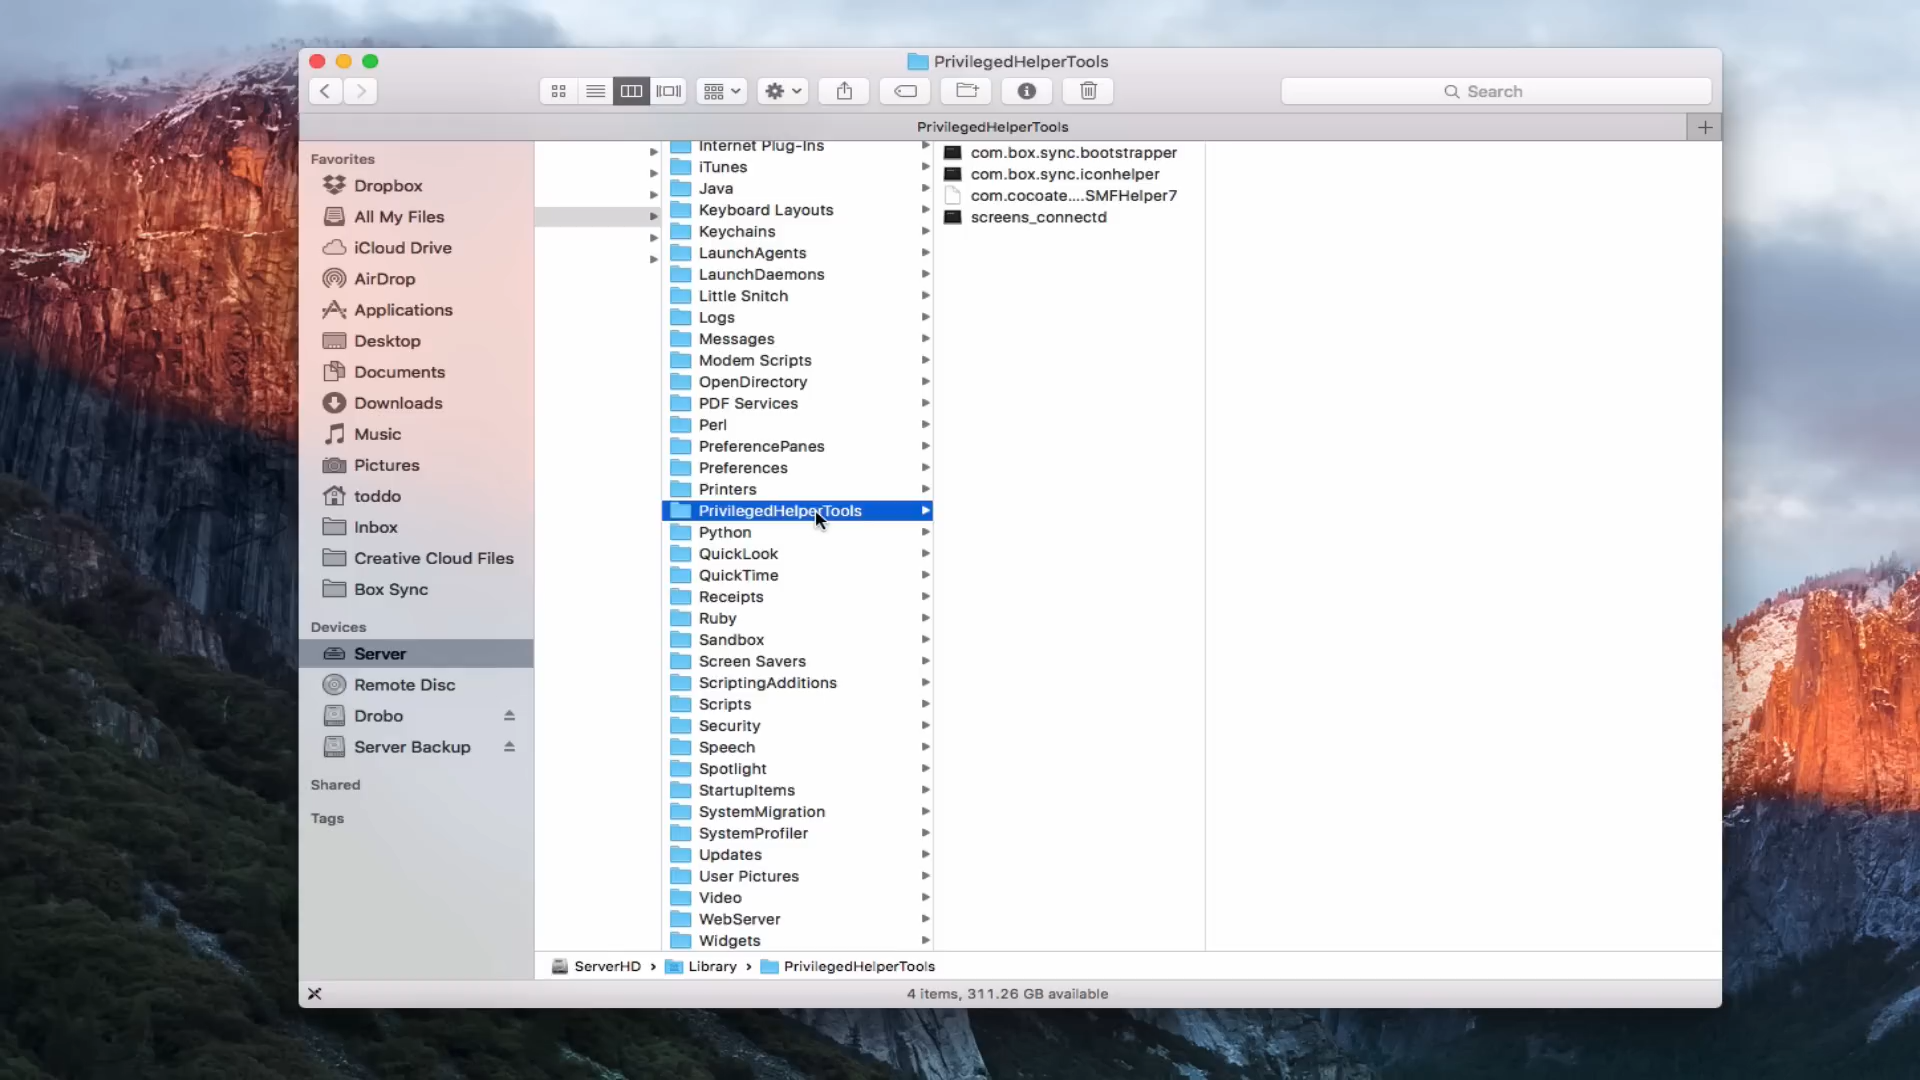 PrivilegedHelperTools
Search
PrivilegedHelperTools
Favorites
Dropbox
All My Files
iCloud Drive
AirDrop
Applications
Desktop
Documents
Downloads
Music
Pictures
toddo
Inbox
Creative Cloud Files
Box Sync
Devices
Server
Remote Disc
Drobo
Server Backup
Shared
Tags
Internet Plug-Ins
iTunes
Java
Keyboard Layouts
Keychains
LaunchAgents
LaunchDaemons
Little Snitch
Logs
Messages
Modem Scripts
OpenDirectory
PDF Services
Perl
PreferencePanes
Preferences
Printers
PrivilegedHelperTools
Python
QuickLook
QuickTime
Receipts
Ruby
Sandbox
Screen Savers
ScriptingAdditions
Scripts
Security
Speech
Spotlight
StartupItems
SystemMigration
SystemProfiler
Updates
User Pictures
Video
WebServer
Widgets
com.box.sync.bootstrapper
com.box.sync.iconhelper
com.cocoate....SMFHelper7
screens_connectd
ServerHD › Library › PrivilegedHelperTools
4 items, 311.26 GB available